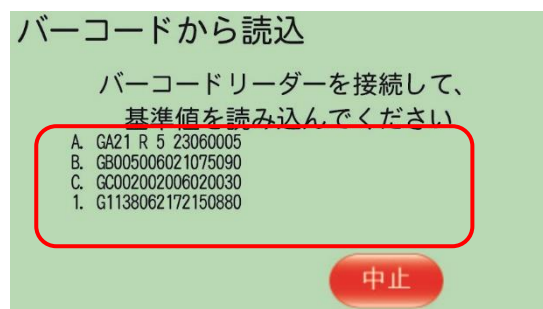 バーコードから読込
バーコードリーダーを接続して、
基準値を読み込んでください
A. GA21 R 5 23060005
B. GB005006021075090
C. GC002002006020030
1. G1138062172150880
中止